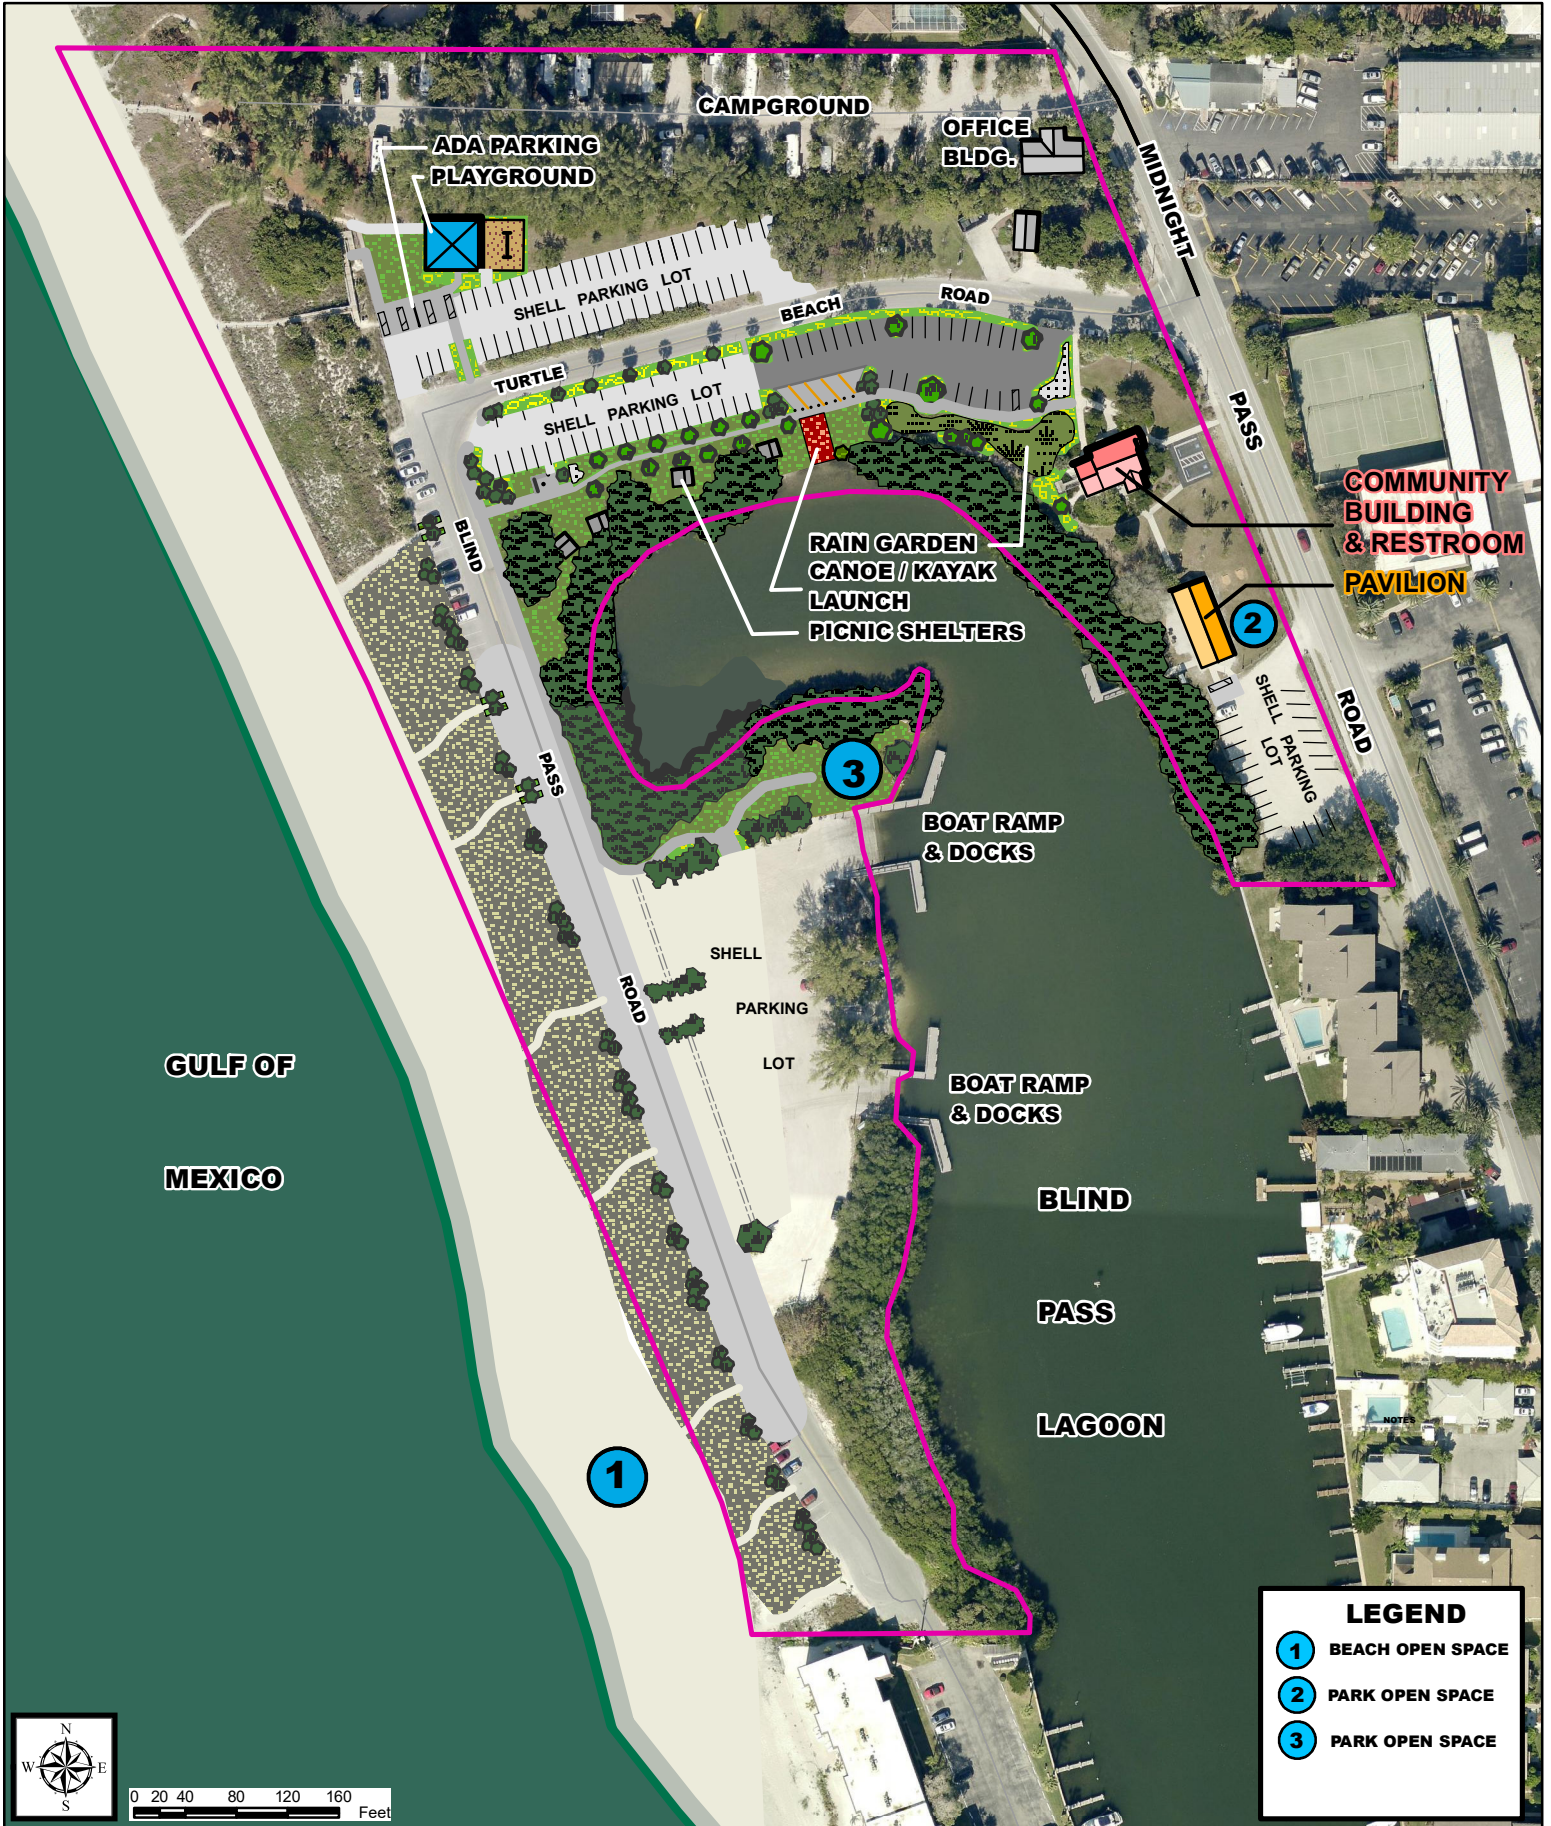 CAMPGROUND
OFFICE
BLDG.
ADA PARKING
PLAYGROUND
MIDNIGHT
PASS
ROAD
SHELL PARKING LOT
TURTLE
BEACH
ROAD
SHELL PARKING LOT
BLIND
PASS
ROAD
COMMUNITY
BUILDING
& RESTROOM
PAVILION
2
RAIN GARDEN
CANOE / KAYAK
LAUNCH
PICNIC SHELTERS
SHELL PARKING
LOT
3
BOAT RAMP
& DOCKS
SHELL
PARKING
LOT
BOAT RAMP
& DOCKS
GULF OF
MEXICO
BLIND
PASS
LAGOON
NOTES
1
LEGEND
1 BEACH OPEN SPACE
2 PARK OPEN SPACE
3 PARK OPEN SPACE
N
W E
S
0 20 40 80 120 160
Feet